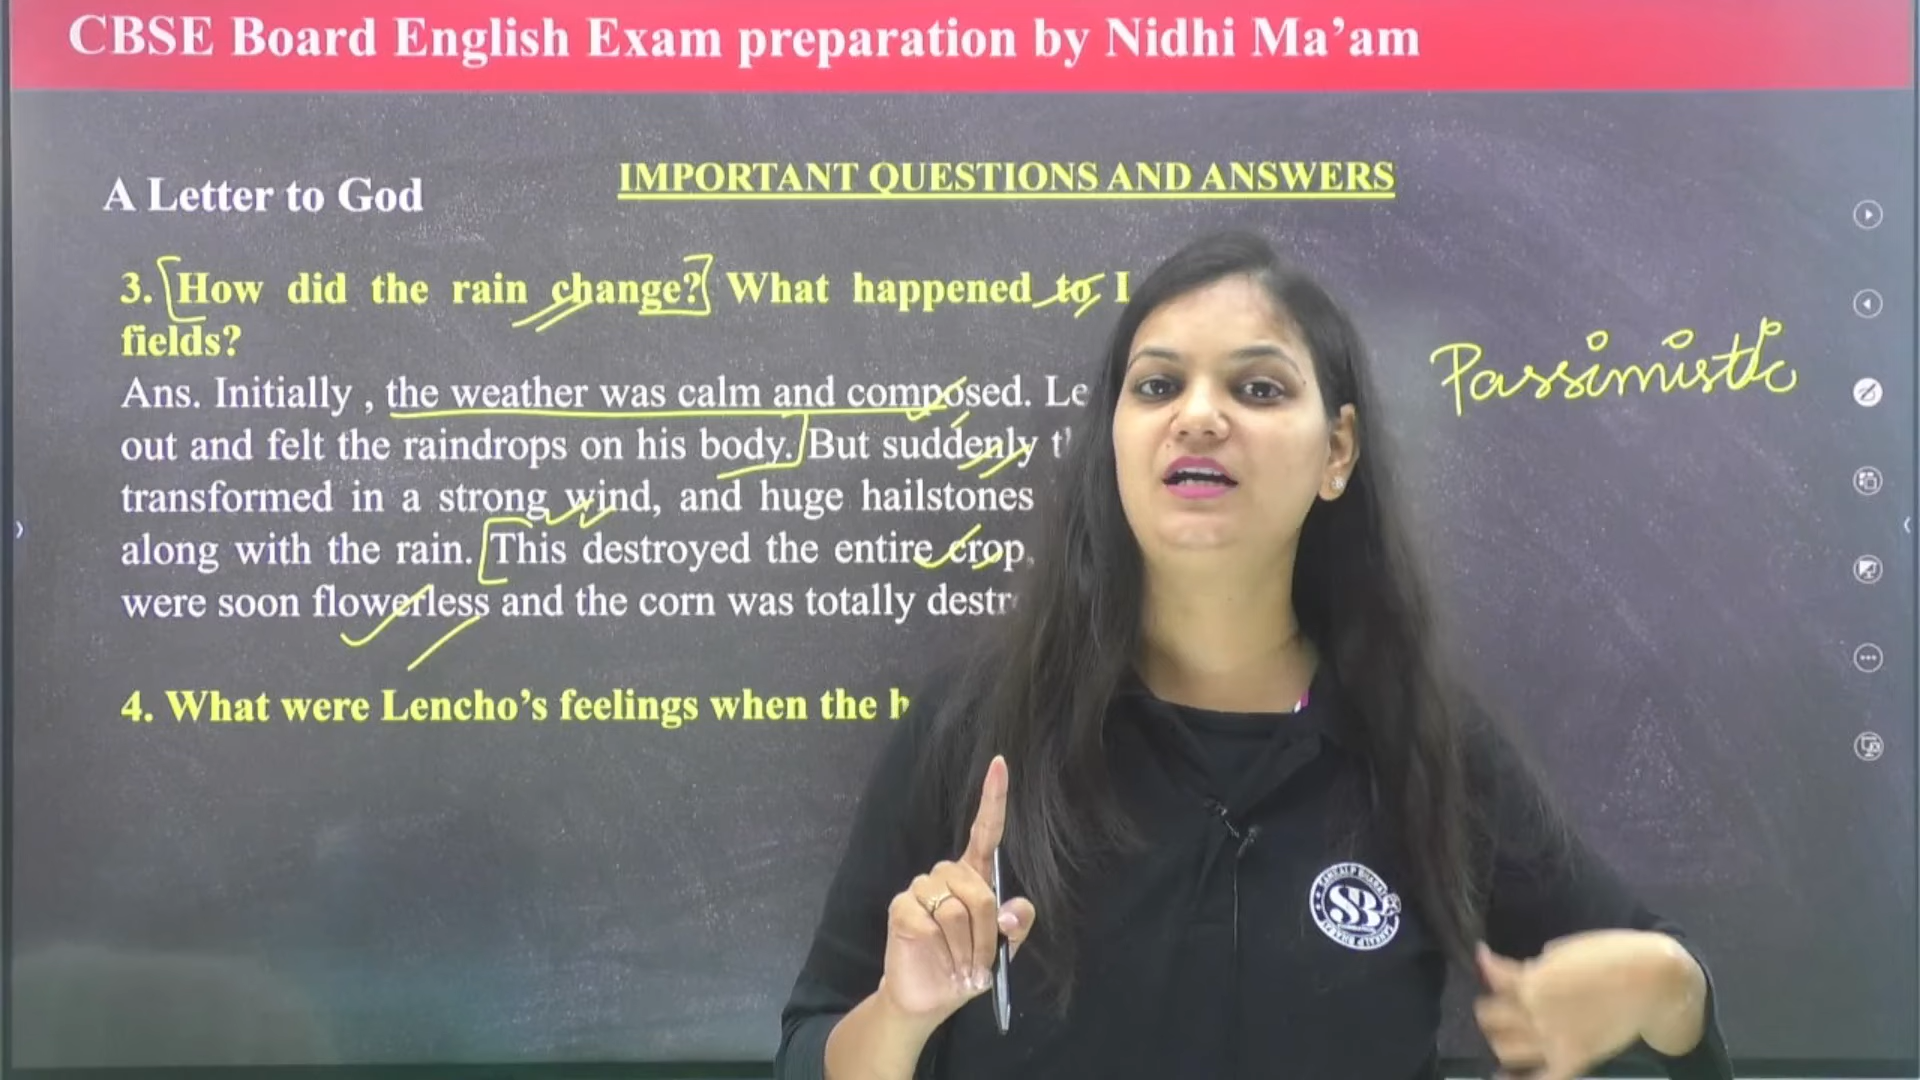 CBSE Board English Exam preparation by Nidhi Ma’am
A Letter to God
IMPORTANT QUESTIONS AND ANSWERS
3. How did the rain change? What happened to
fields?
Ans. Initially , the weather was calm and composed.
out and felt the raindrops on his body. But suddenly
transformed in a strong wind, and huge hailstones
along with the rain. This destroyed the entire crop,
were soon flowerless and the corn was totally
4. What were Lencho’s feelings when the
Passimistic
SB